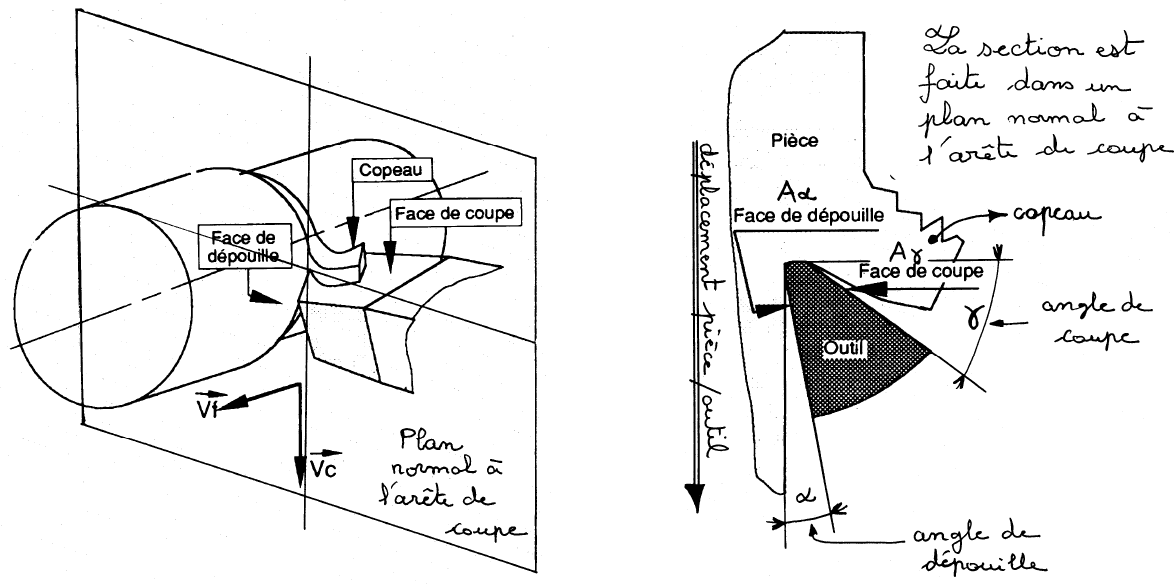 Copeau
Face de coupe
Face de
dépouille
Vf
Vc
Plan
normal à
l'arête de
coupe
La section est
faite dans un
plan normal à
l'arête de coupe
Pièce
déplacement pièce/outil
Aα
Face de dépouille
copeau
Aγ
Face de coupe
γ
angle de
coupe
Outil
α
angle de
dépouille